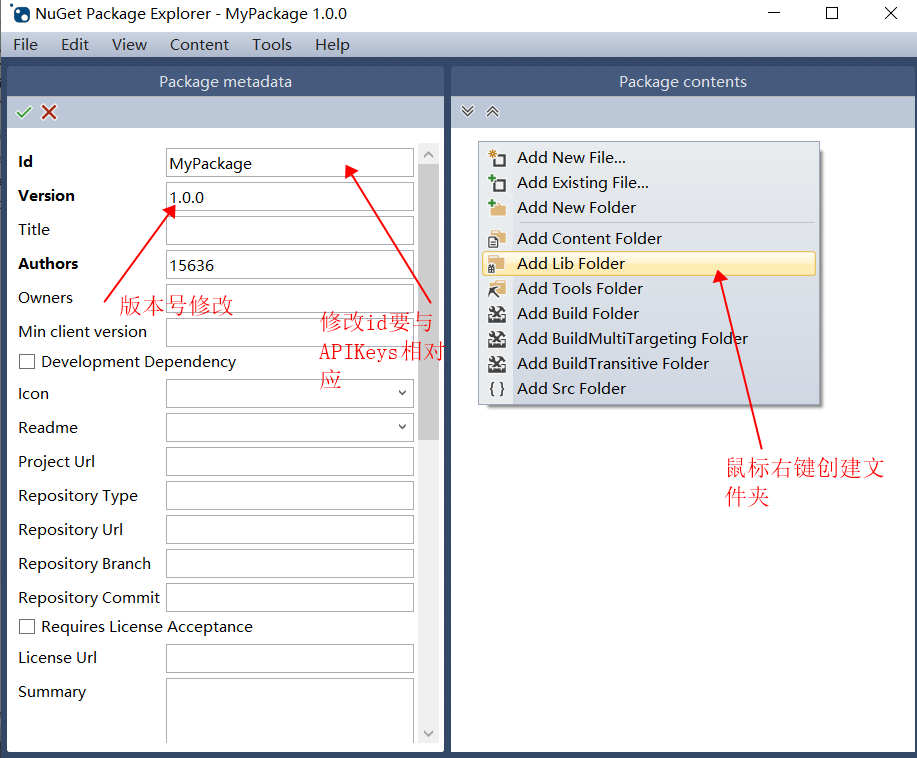 NuGet Package Explorer - MyPackage 1.0.0
File Edit View Content Tools Help
Package metadata
Id MyPackage
Version 1.0.0
Title
Authors 15636
Owners
Min client version
Development Dependency
Icon
Readme
Project Url
Repository Type
Repository Url
Repository Branch
Repository Commit
Requires License Acceptance
License Url
Summary
版本号修改
修改id要与
APIKeys相对
应
Package contents
Add New File...
Add Existing File...
Add New Folder
Add Content Folder
Add Lib Folder
Add Tools Folder
Add Build Folder
Add BuildMultiTargeting Folder
Add BuildTransitive Folder
Add Src Folder
鼠标右键创建文
件夹